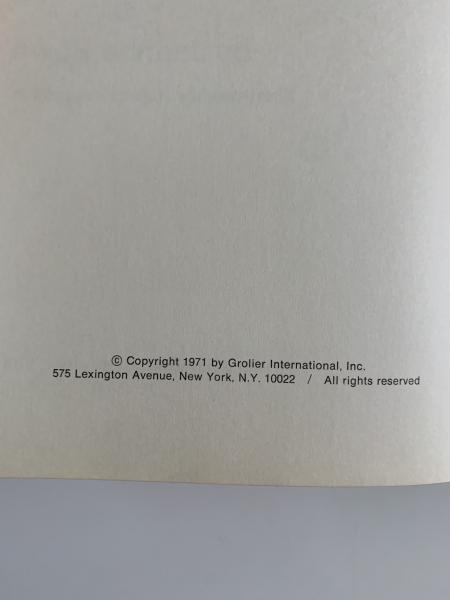 © Copyright 1971 by Grolier International, Inc.
575 Lexington Avenue, New York, N.Y. 10022 / All rights reserved